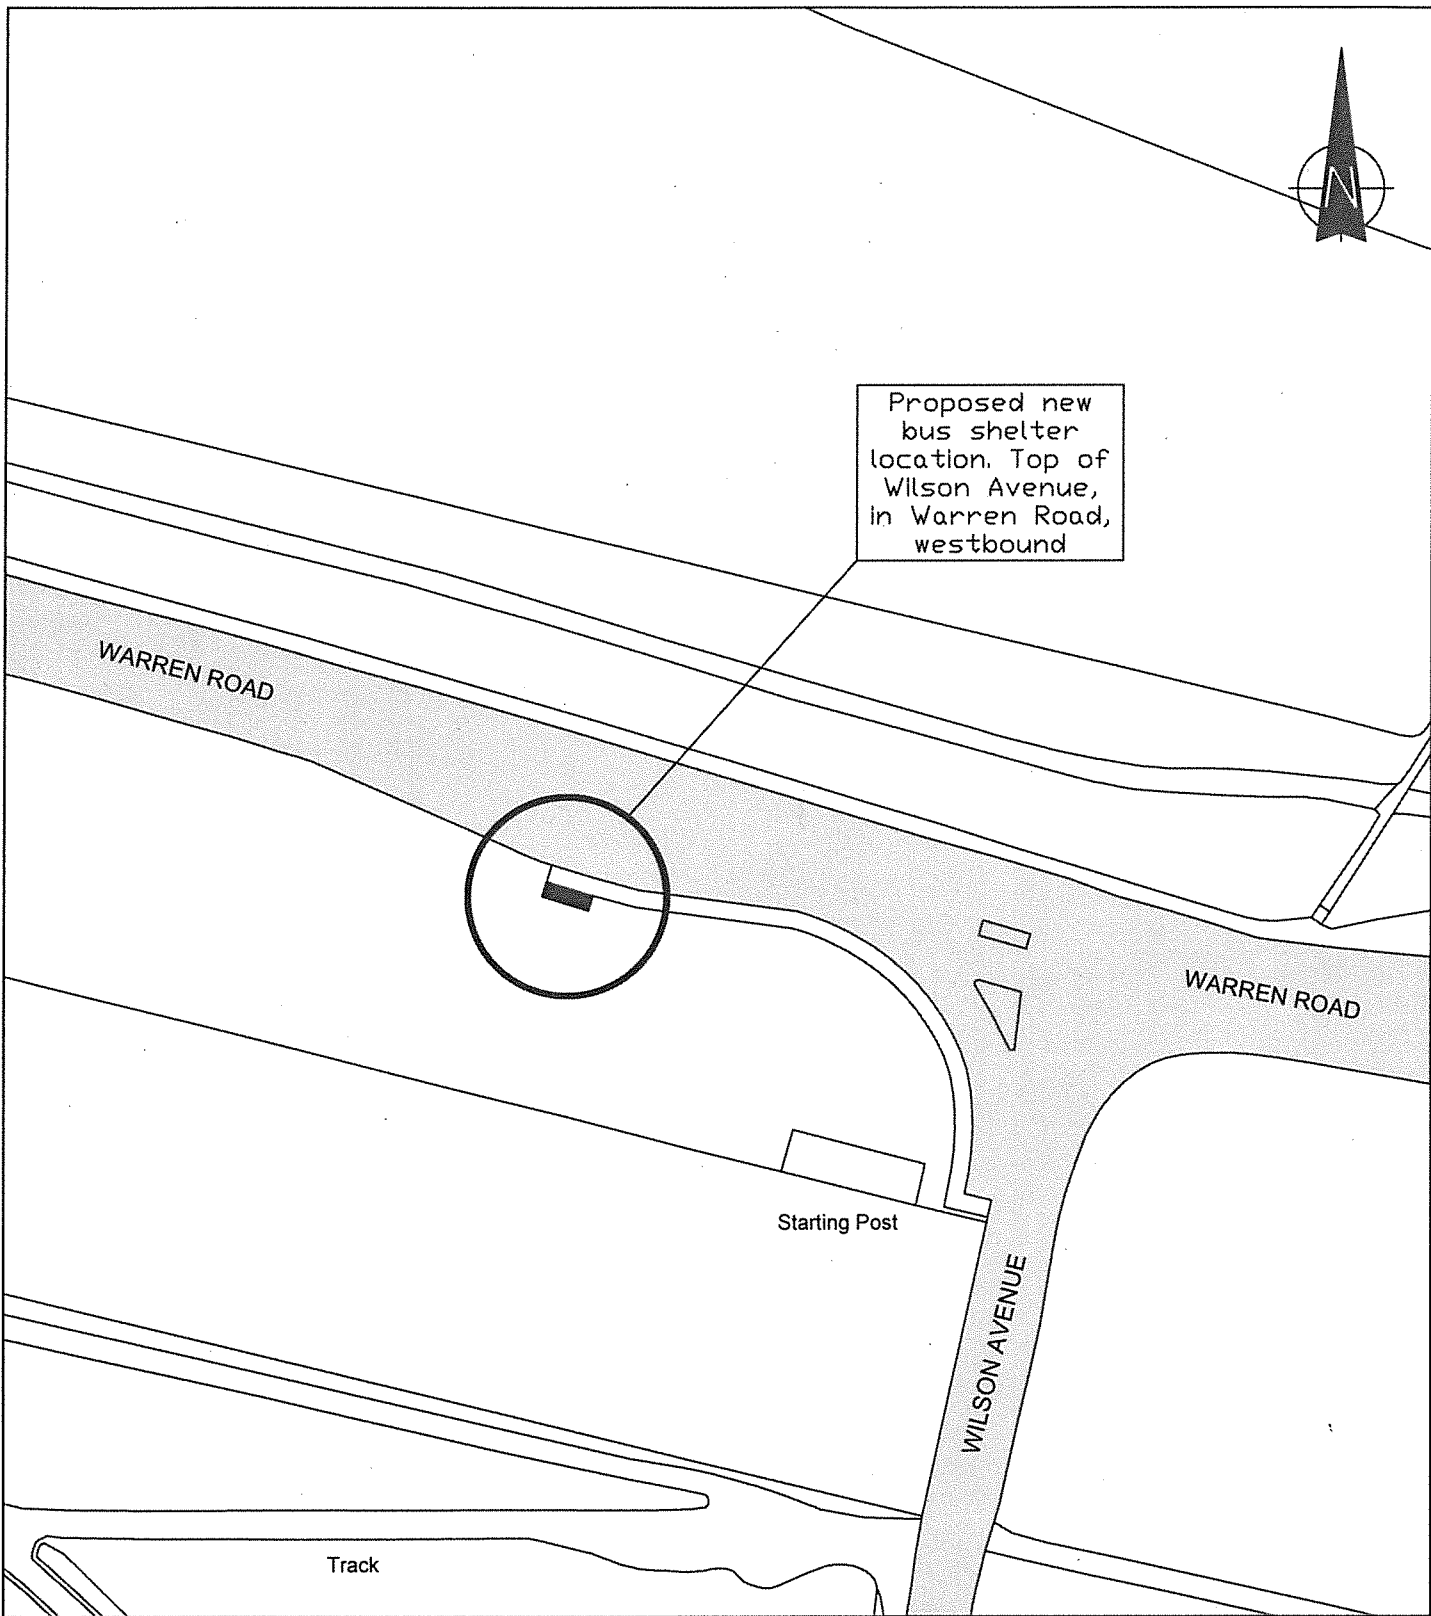 N
Proposed new
bus shelter
location. Top of
Wilson Avenue,
in Warren Road,
westbound
WARREN ROAD
WARREN ROAD
Starting Post
WILSON AVENUE
Track